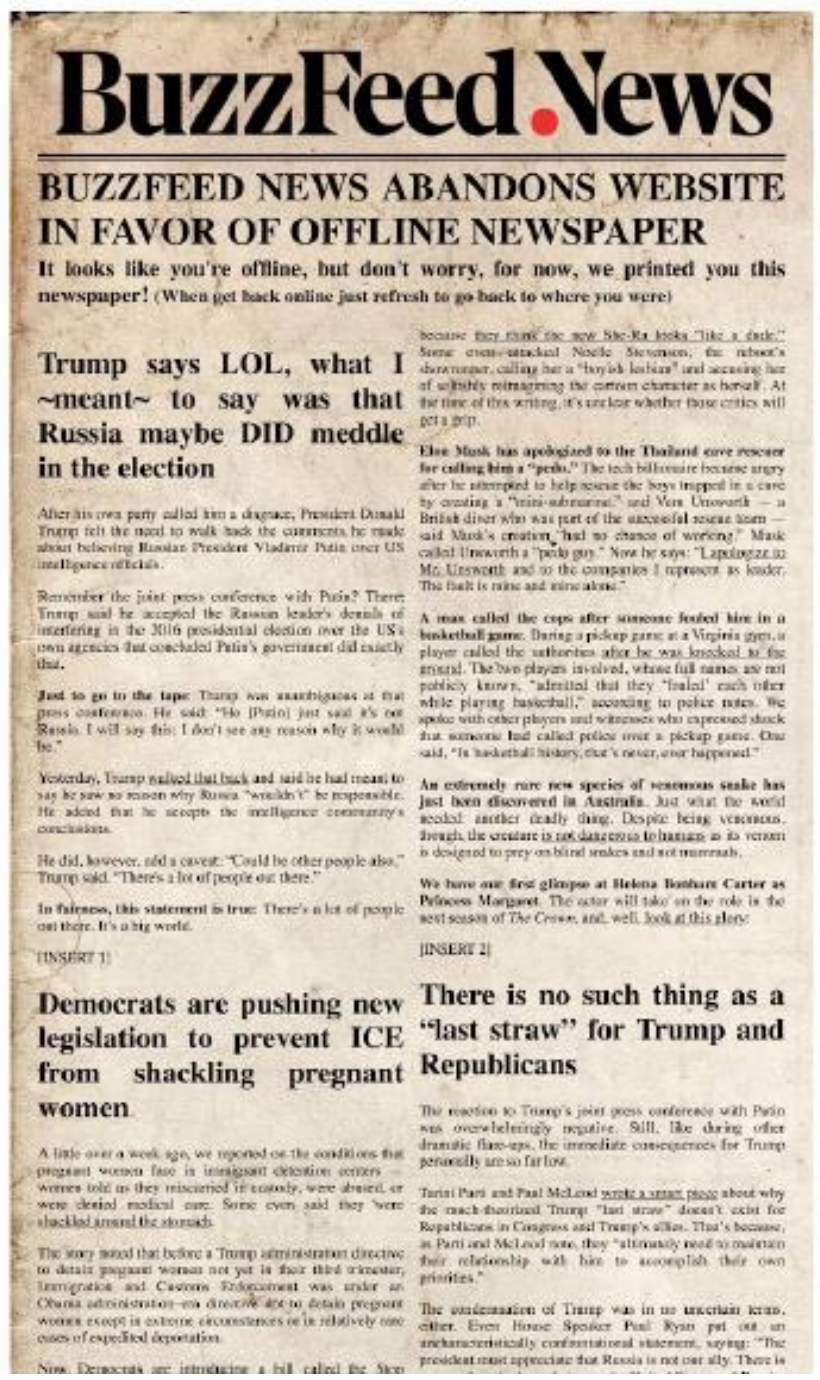 BuzzFeed News
BUZZFEED NEWS ABANDONS WEBSITE
IN FAVOR OF OFFLINE NEWSPAPER
It looks like you're offline, but don't worry, for now, we printed you this
newspaper! (When get back online just refresh to go back to where you were)
Trump says LOL, what I
~meant~ to say was that
Russia maybe DID meddle
in the election
After his own party called him a disgrace, President Donald
Trump felt the need to walk back the comments he made
about believing Russian President Vladimir Putin over US
intelligence officials.
Remember the joint press conference with Putin? There,
Trump said he accepted the Russian leader's denials of
interfering in the 2016 presidential election over the US's
own agencies that concluded Putin's government did exactly
that.
Just to go to the tape: Trump was unambiguous at that
press conference. He said: "He [Putin] just said it's not
Russia. I will say this: I don't see any reason why it would
be."
Yesterday, Trump walked that back and said he had meant to
say he saw no reason why Russia "wouldn't" be responsible.
He added that he accepts the intelligence community's
conclusions.
He did, however, add a caveat: "Could be other people also,"
Trump said. "There's a lot of people out there."
In fairness, this statement is true: There's a lot of people
out there. It's a big world.
[INSERT 1]
Democrats are pushing new
legislation to prevent ICE
from shackling pregnant
women
A little over a week ago, we reported on the conditions that
pregnant women face in immigrant detention centers —
women told us they miscarried in custody, were abused, or
were denied medical care. Some even said they were
shackled around the stomach.
The story noted that before a Trump administration directive
to detain pregnant women not yet in their third trimester,
Immigration and Customs Enforcement was under an
Obama administration-era directive not to detain pregnant
women except in extreme circumstances or in relatively rare
cases of expedited deportation.
Now, Democrats are introducing a bill called the Stop
because they think the new She-Ra looks "like a dude."
Some even attacked Noelle Stevenson, the reboot's
showrunner, calling her a "boyish lesbian" and accusing her
of selfishly reimagining the cartoon character as herself. At
the time of this writing, it's unclear whether those critics will
get a grip.
Elon Musk has apologized to the Thailand cave rescuer
for calling him a "pedo." The tech billionaire became angry
after he attempted to help rescue the boys trapped in a cave
by creating a "mini-submarine," and Vern Unsworth — a
British diver who was part of the successful rescue team —
said Musk's creation "had no chance of working." Musk
called Unsworth a "pedo guy." Now he says: "I apologize to
Mr. Unsworth and to the companies I represent as leader.
The fault is mine and mine alone."
A man called the cops after someone fouled him in a
basketball game. During a pickup game at a Virginia gym, a
player called the authorities after he was knocked to the
ground. The two players involved, whose full names are not
publicly known, "admitted that they 'fouled' each other
while playing basketball," according to police notes. We
spoke with other players and witnesses who expressed shock
that someone had called police over a pickup game. One
said, "In basketball history, that's never, ever happened."
An extremely rare new species of venomous snake has
just been discovered in Australia. Just what the world
needed: another deadly thing. Despite being venomous,
though, the creature is not dangerous to humans as its venom
is designed to prey on blind snakes and not mammals.
We have our first glimpse at Helena Bonham Carter as
Princess Margaret. The actor will take on the role in the
next season of The Crown, and, well, look at this glory:
[INSERT 2]
There is no such thing as a
"last straw" for Trump and
Republicans
The reaction to Trump's joint press conference with Putin
was overwhelmingly negative. Still, like during other
dramatic flare-ups, the immediate consequences for Trump
personally are so far low.
Tarini Parti and Paul McLeod wrote a smart piece about why
the much-theorized Trump "last straw" doesn't exist for
Republicans in Congress and Trump's allies. That's because,
as Parti and McLeod note, they "ultimately need to maintain
their relationship with him to accomplish their own
priorities."
The condemnation of Trump was in no uncertain terms,
either. Even House Speaker Paul Ryan put out an
uncharacteristically confrontational statement, saying: "The
president must appreciate that Russia is not our ally. There is